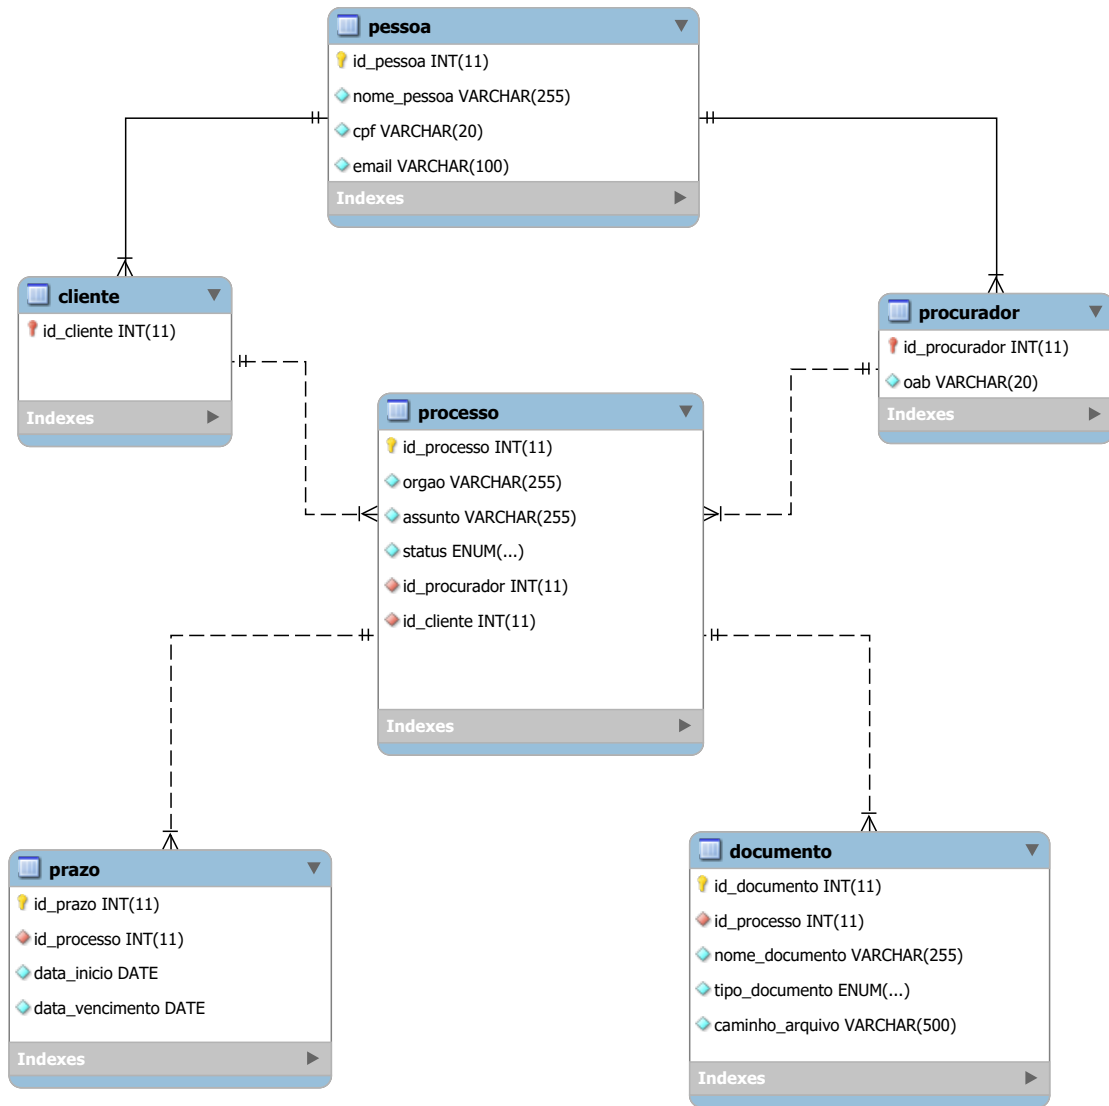 pessoa
id_pessoa INT(11)
nome_pessoa VARCHAR(255)
cpf VARCHAR(20)
email VARCHAR(100)
Indexes
cliente
id_cliente INT(11)
Indexes
procurador
id_procurador INT(11)
oab VARCHAR(20)
Indexes
processo
id_processo INT(11)
orgao VARCHAR(255)
assunto VARCHAR(255)
status ENUM(...)
id_procurador INT(11)
id_cliente INT(11)
Indexes
prazo
id_prazo INT(11)
id_processo INT(11)
data_inicio DATE
data_vencimento DATE
Indexes
documento
id_documento INT(11)
id_processo INT(11)
nome_documento VARCHAR(255)
tipo_documento ENUM(...)
caminho_arquivo VARCHAR(500)
Indexes